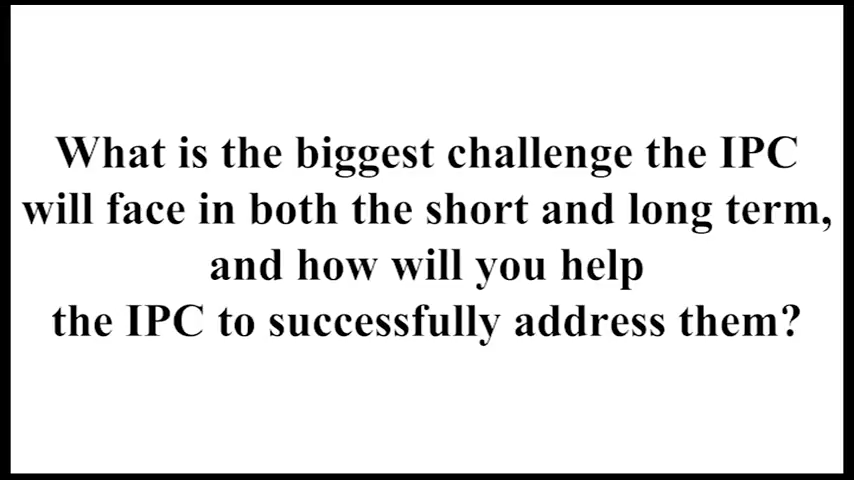 What is the biggest challenge the IPC
will face in both the short and long term,
and how will you help
the IPC to successfully address them?